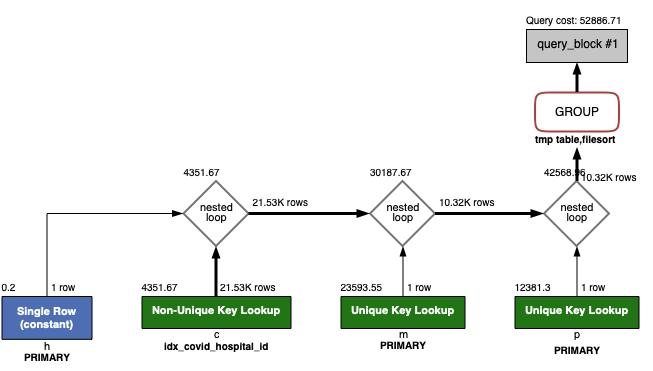 Query cost: 52886.71
query_block #1
GROUP
tmp table,filesort
4351.67
30187.67
42568.96
10.32K rows
nested
loop
21.53K rows
nested
loop
10.32K rows
nested
loop
0.2
1 row
4351.67
21.53K rows
23593.55
1 row
12381.3
1 row
Single Row
(constant)
Non-Unique Key Lookup
Unique Key Lookup
Unique Key Lookup
h
PRIMARY
c
idx_covid_hospital_id
m
PRIMARY
p
PRIMARY